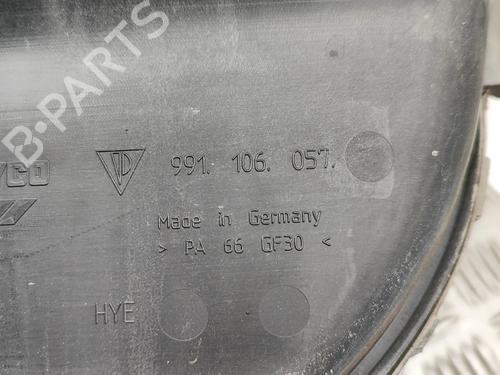 B-PARTS
991. 106. 057.
Made in Germany
> PA 66 GF30 <
HYE